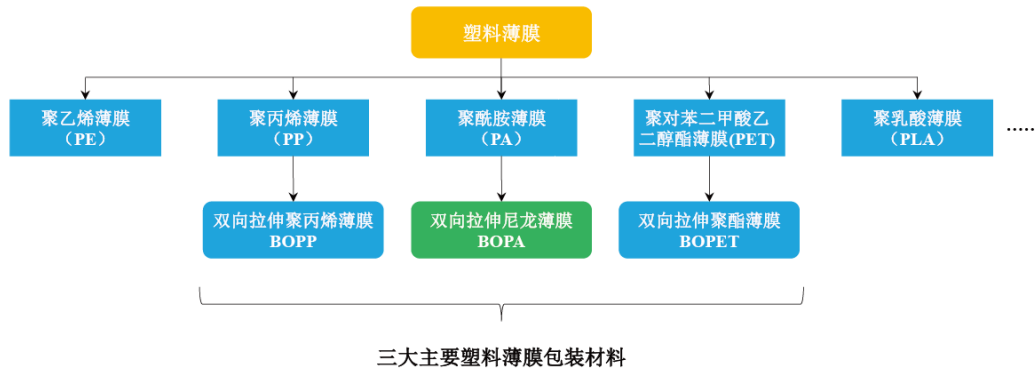 塑料薄膜
聚乙烯薄膜
（PE）
聚丙烯薄膜
（PP）
聚酰胺薄膜
（PA）
聚对苯二甲酸乙
二醇酯薄膜(PET)
聚乳酸薄膜
（PLA）
.....
双向拉伸聚丙烯薄膜
BOPP
双向拉伸尼龙薄膜
BOPA
双向拉伸聚酯薄膜
BOPET
三大主要塑料薄膜包装材料